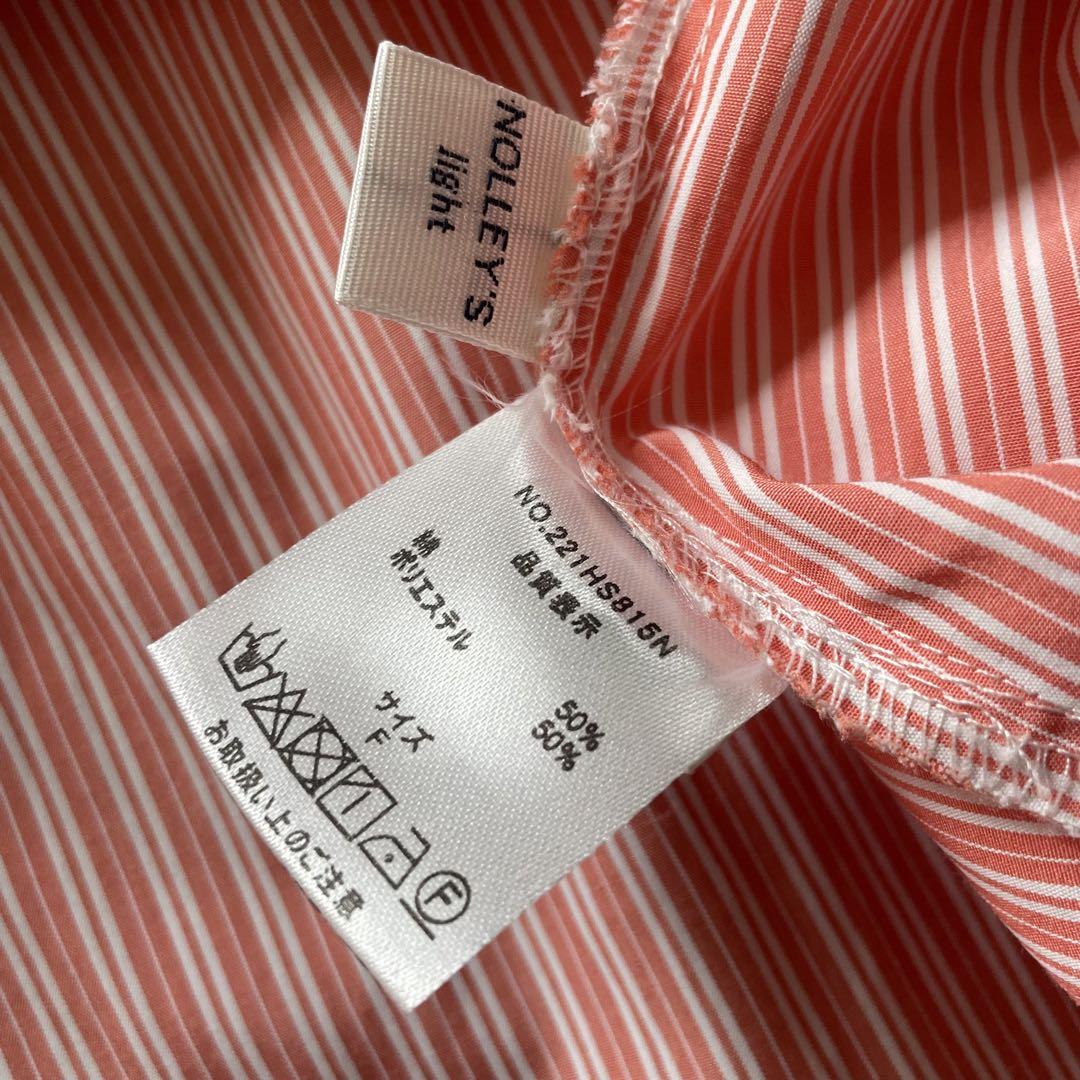 NOLLEY'S
light
NO.221HS815N
品質表示
綿 50%
ポリエステル 50%
サイズ
F
F
お取扱い上のご注意